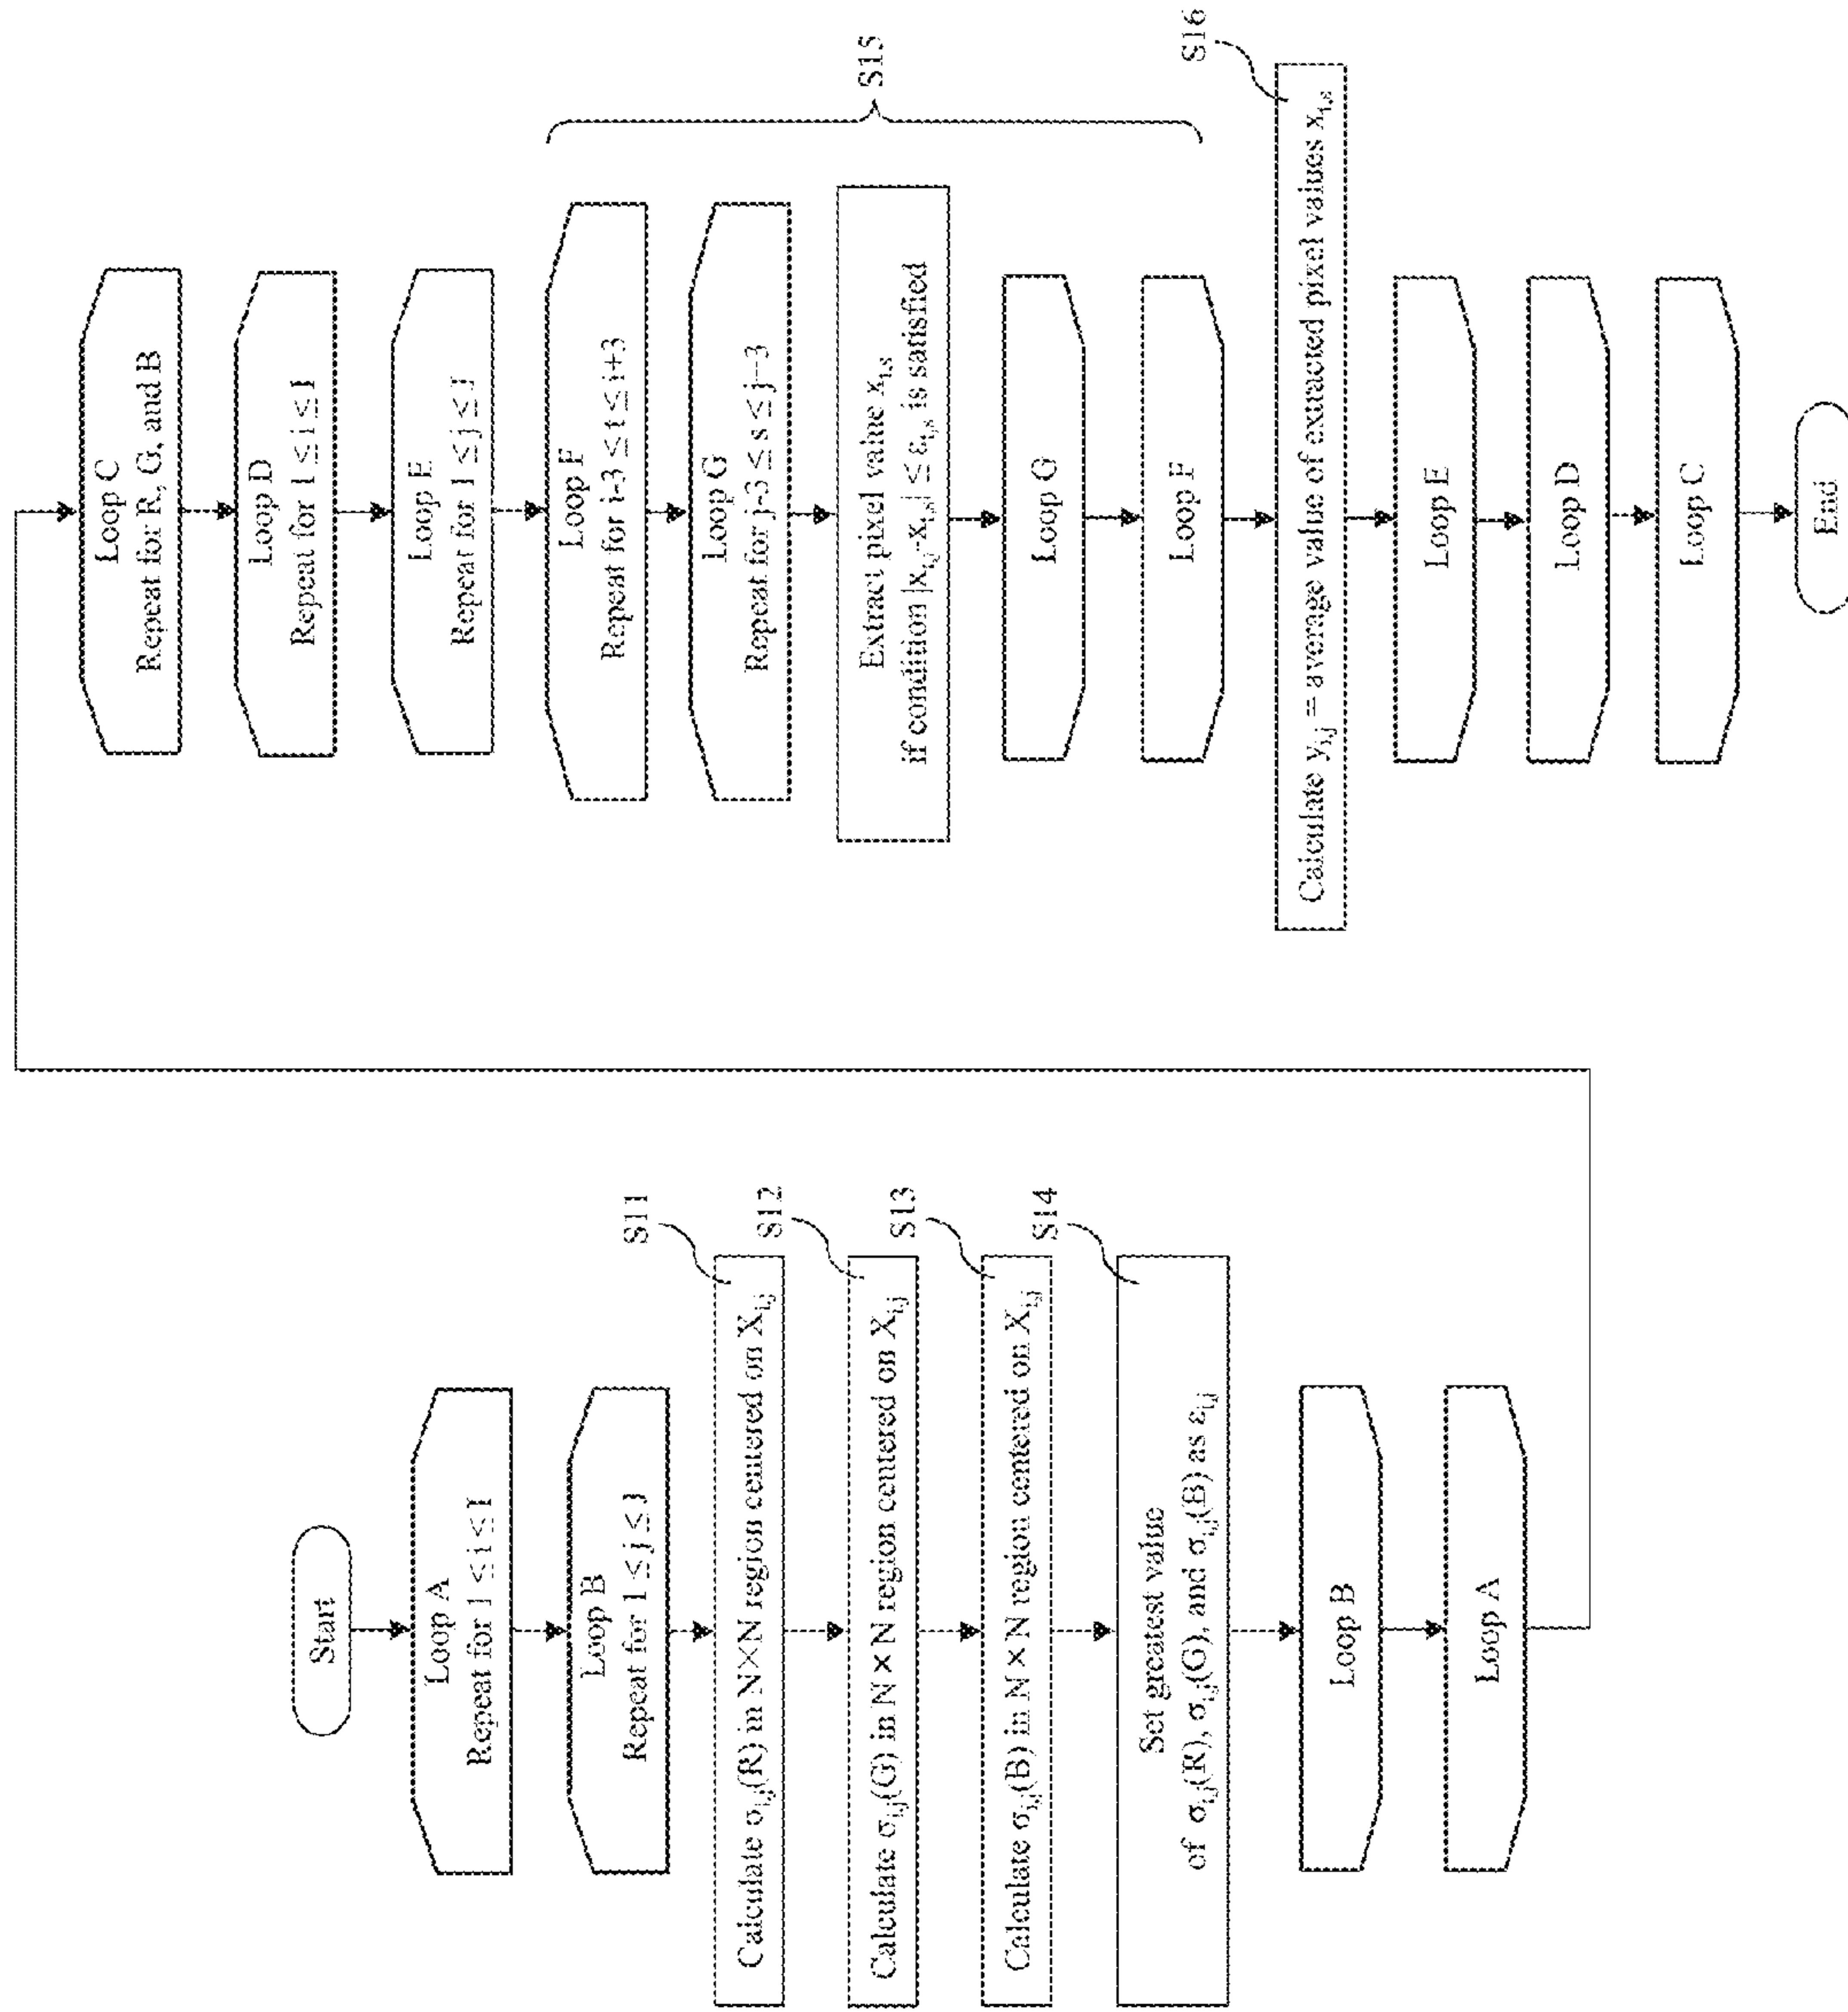 Start
Loop A
Repeat for 1 ≤ i ≤ I
Loop B
Repeat for 1 ≤ j ≤ J
Calculate σi,j(R) in N×N region centered on Xi,j
S11
Calculate σi,j(G) in N × N region centered on Xi,j
S12
Calculate σi,j(B) in N × N region centered on Xi,j
S13
Set greatest value
of σi,j(R), σi,j(G), and σi,j(B) as εi,j
S14
Loop B
Loop A
Loop C
Repeat for R, G, and B
Loop D
Repeat for 1 ≤ i ≤ I
Loop E
Repeat for 1 ≤ j ≤ J
Loop F
Repeat for i-3 ≤ t ≤ i+3
Loop G
Repeat for j-3 ≤ s ≤ j+3
Extract pixel value xt,s
if condition |xi,j-xt,s| ≤ εt,s is satisfied
Loop G
Loop F
S15
Calculate yi,j = average value of extracted pixel values xt,s
S16
Loop E
Loop D
Loop C
End